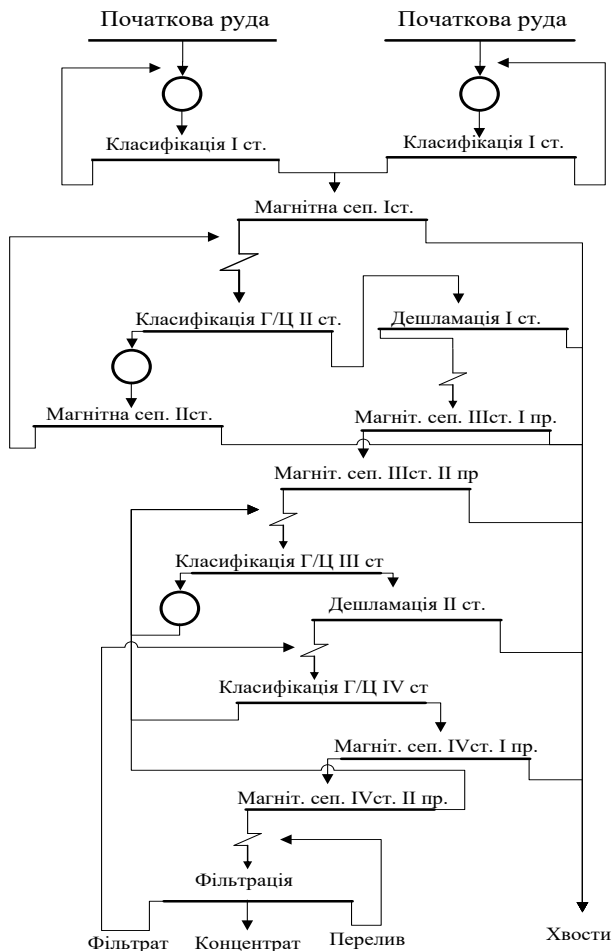 Початкова руда
Початкова руда
Класифікація I ст.
Класифікація I ст.
Магнітна сеп. Iст.
Класифікація Г/Ц II ст.
Дешламація I ст.
Магнітна сеп. IIст.
Магніт. сеп. IIIст. I пр.
Магніт. сеп. IIIст. II пр
Класифікація Г/Ц III ст
Дешламація II ст.
Класифікація Г/Ц IV ст
Магніт. сеп. IVст. I пр.
Магніт. сеп. IVст. II пр.
Фільтрація
Фільтрат
Концентрат
Перелив
Хвости